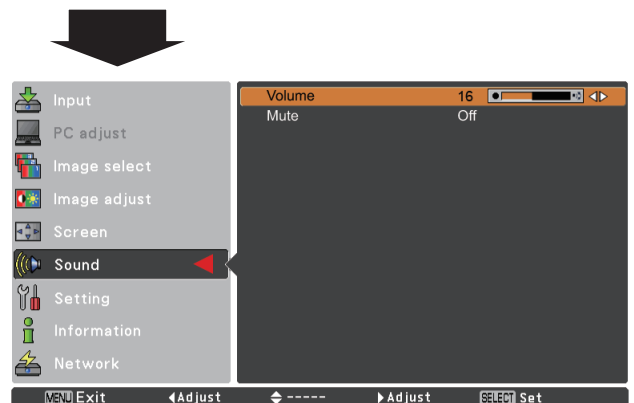 Input
PC adjust
Image select
Image adjust
Screen
Sound
Setting
Information
Network
Volume 16
Mute Off
MENU Exit ◀Adjust ◆ ----- ▶Adjust SELECT Set